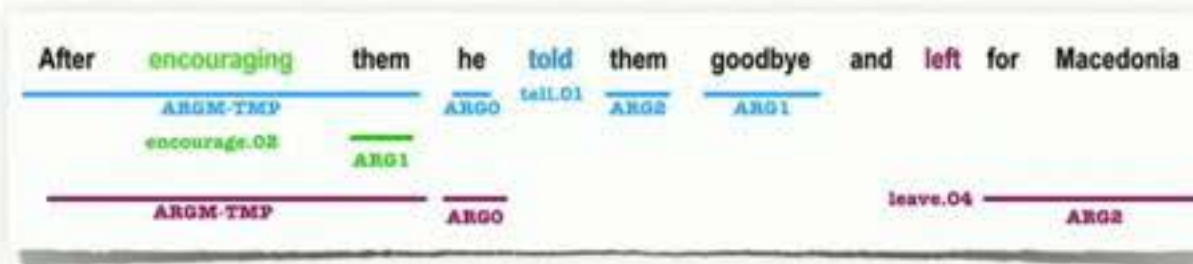 After encouraging them he told them goodbye and left for Macedonia
ARGM-TMP ARG0 tell.01 ARG2 ARG1
encourage.02 ARG1
ARGM-TMP ARG0 leave.04 ARG2